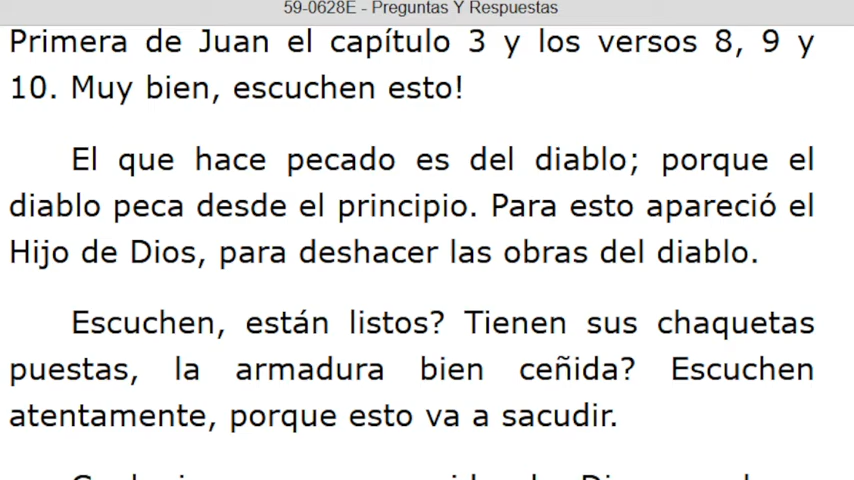 59-0628E - Preguntas Y Respuestas
Primera de Juan el capítulo 3 y los versos 8, 9 y
10. Muy bien, escuchen esto!
El que hace pecado es del diablo; porque el
diablo peca desde el principio. Para esto apareció el
Hijo de Dios, para deshacer las obras del diablo.
Escuchen, están listos? Tienen sus chaquetas
puestas, la armadura bien ceñida? Escuchen
atentamente, porque esto va a sacudir.